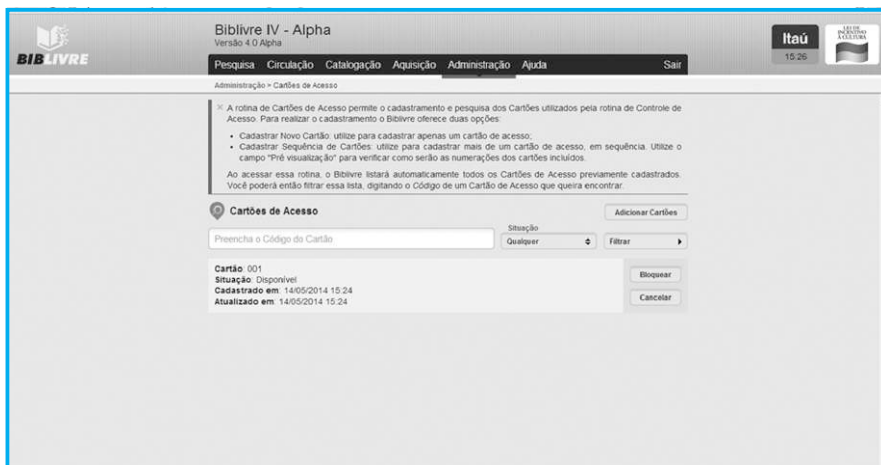 BIBLIVRE
Biblivre IV - Alpha
Versão 4.0 Alpha
Itaú
15:26
LEI DE
INCENTIVO
À CULTURA
Pesquisa Circulação Catalogação Aquisição Administração Ajuda Sair
Administração > Cartões de Acesso
× A rotina de Cartões de Acesso permite o cadastramento e pesquisa dos Cartões utilizados pela rotina de Controle de
Acesso. Para realizar o cadastramento o Biblivre oferece duas opções:
• Cadastrar Novo Cartão: utilize para cadastrar apenas um cartão de acesso;
• Cadastrar Sequência de Cartões: utilize para cadastrar mais de um cartão de acesso, em sequência. Utilize o
campo "Pré visualização" para verificar como serão as numerações dos cartões incluídos.
Ao acessar essa rotina, o Biblivre listará automaticamente todos os Cartões de Acesso previamente cadastrados.
Você poderá então filtrar essa lista, digitando o Código de um Cartão de Acesso que queira encontrar.
Cartões de Acesso
Adicionar Cartões
Situação
Preencha o Código do Cartão
Qualquer
Filtrar
Cartão: 001
Situação: Disponível
Cadastrado em: 14/05/2014 15:24
Atualizado em: 14/05/2014 15:24
Bloquear
Cancelar